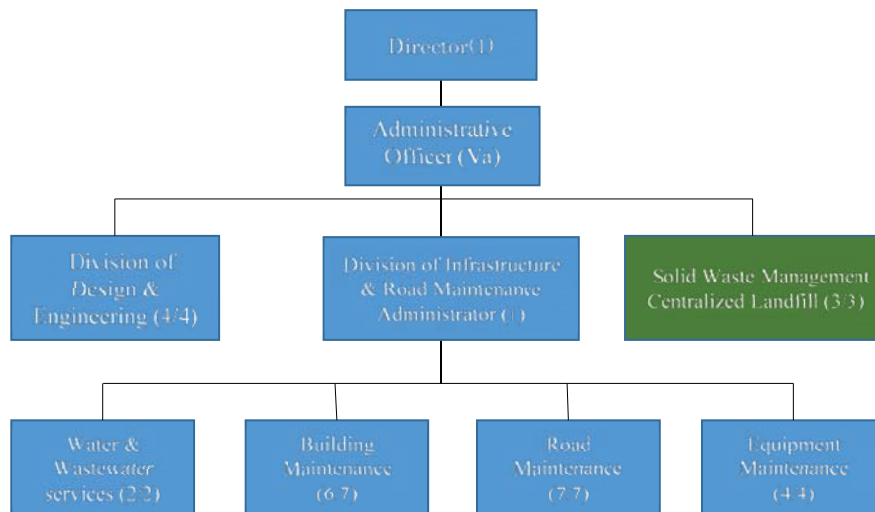 Director(1)
Administrative
Officer (Va)
Division of
Design &
Engineering (4/4)
Division of Infrastructure
& Road Maintenance
Administrator (1)
Solid Waste Management
Centralized Landfill (3/3)
Water &
Wastewater
services (2/2)
Building
Maintenance
(6/7)
Road
Maintenance
(7/7)
Equipment
Maintenance
(4/4)